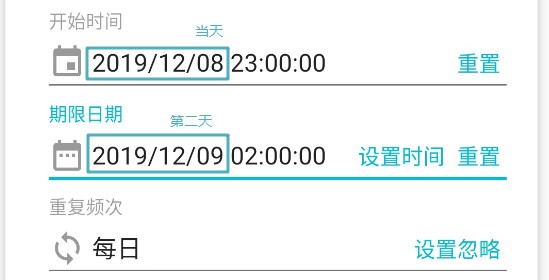 开始时间
当天
2019/12/08 23:00:00 重置
期限日期
第二天
2019/12/09 02:00:00 设置时间 重置
重复频次
每日 设置忽略